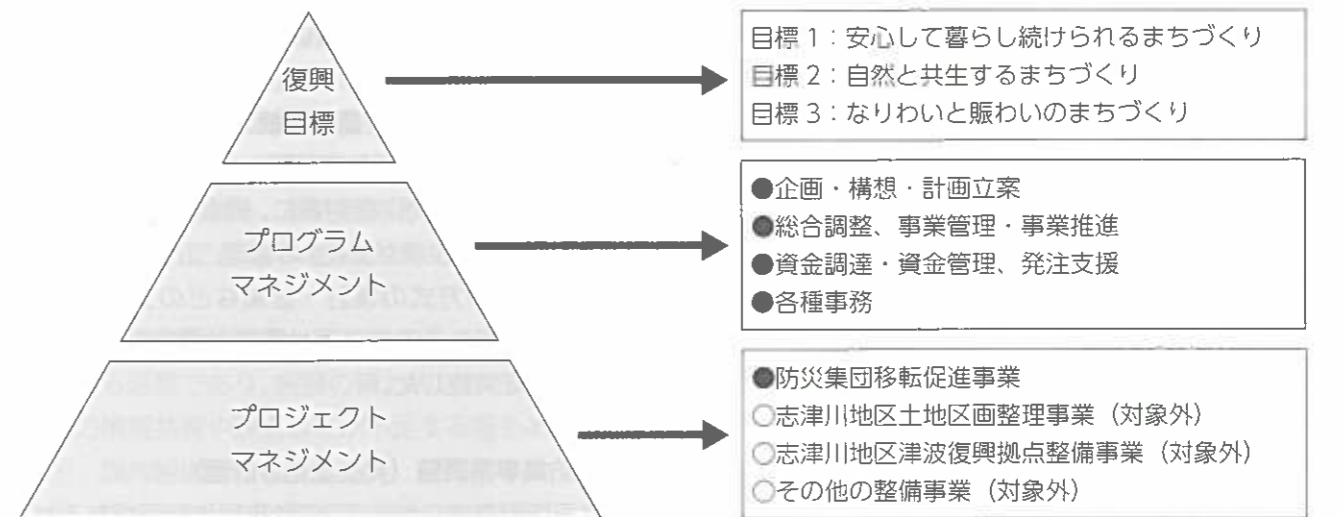 復興
目標
目標1：安心して暮らし続けられるまちづくり
目標2：自然と共生するまちづくり
目標3：なりわいと賑わいのまちづくり
プログラム
マネジメント
●企画・構想・計画立案
●総合調整、事業管理・事業推進
●資金調達・資金管理、発注支援
●各種事務
プロジェクト
マネジメント
●防災集団移転促進事業
○志津川地区土地区画整理事業（対象外）
○志津川地区津波復興拠点整備事業（対象外）
○その他の整備事業（対象外）